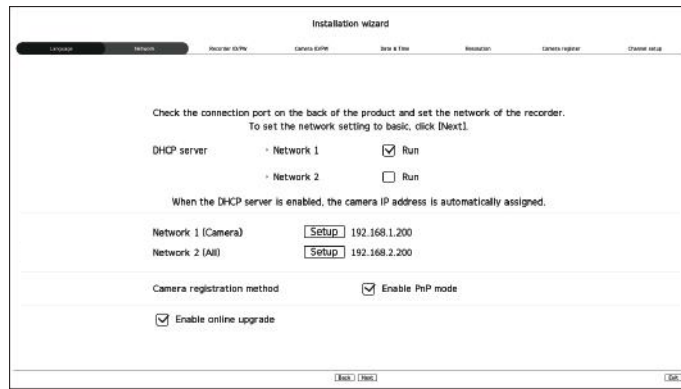 Installation wizard
Language Network Recorder ID/PW Camera ID/PW Date & Time Resolution Camera register Channel setup
Check the connection port on the back of the product and set the network of the recorder.
To set the network setting to basic, click [Next].
DHCP server • Network 1 Run
• Network 2 Run
When the DHCP server is enabled, the camera IP address is automatically assigned.
Network 1 (Camera) Setup 192.168.1.200
Network 2 (All) Setup 192.168.2.200
Camera registration method Enable PnP mode
Enable online upgrade
Back Next Exit